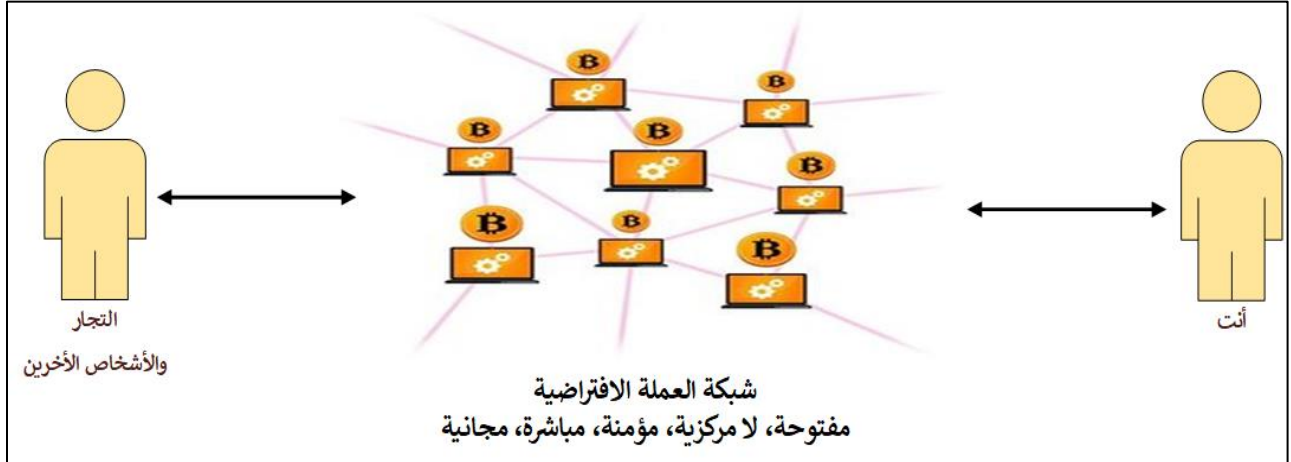 أنت
التجار
والأشخاص الأخرين
شبكة العملة الافتراضية
مفتوحة، لا مركزية، مؤمنة، مباشرة، مجانية